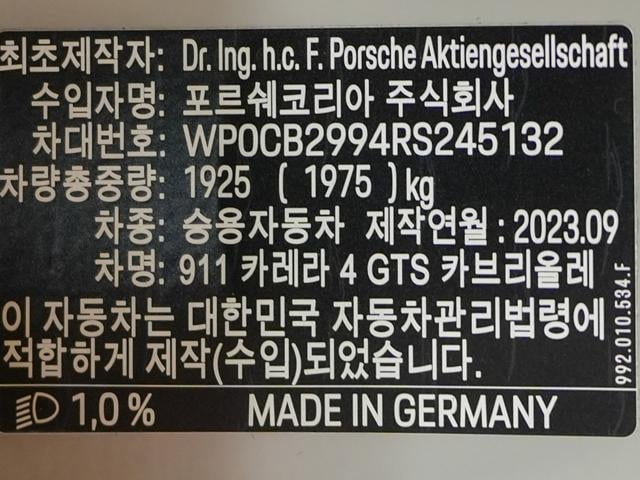 최초제작자: Dr. Ing. h.c. F. Porsche Aktiengesellschaft
수입자명: 포르쉐코리아 주식회사
차대번호: WP0CB2994RS245132
차량총중량: 1925 ( 1975 ) kg
차종: 승용자동차 제작연월 : 2023.09
차명: 911 카레라 4 GTS 카브리올레
이 자동차는 대한민국 자동차관리법령에
적합하게 제작(수입)되었습니다.
992.010.534.F
1,0 % MADE IN GERMANY